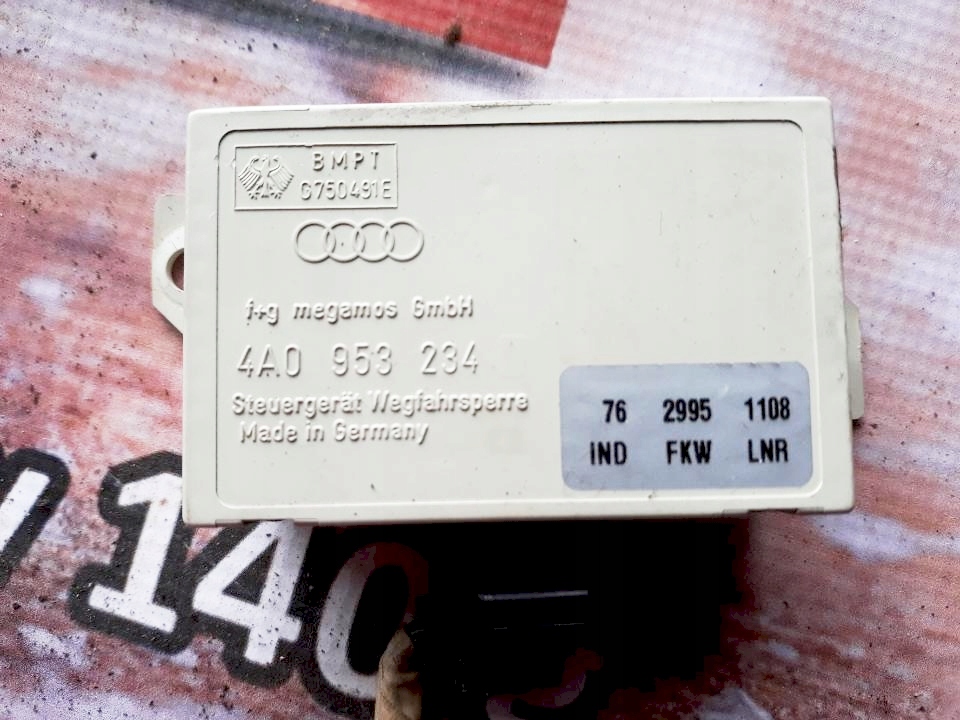 BMPT
G750491E
f+g megamos GmbH
4A0 953 234
Steuergerät Wegfahrsperre
Made in Germany
76 2995 1108
IND FKW LNR
140